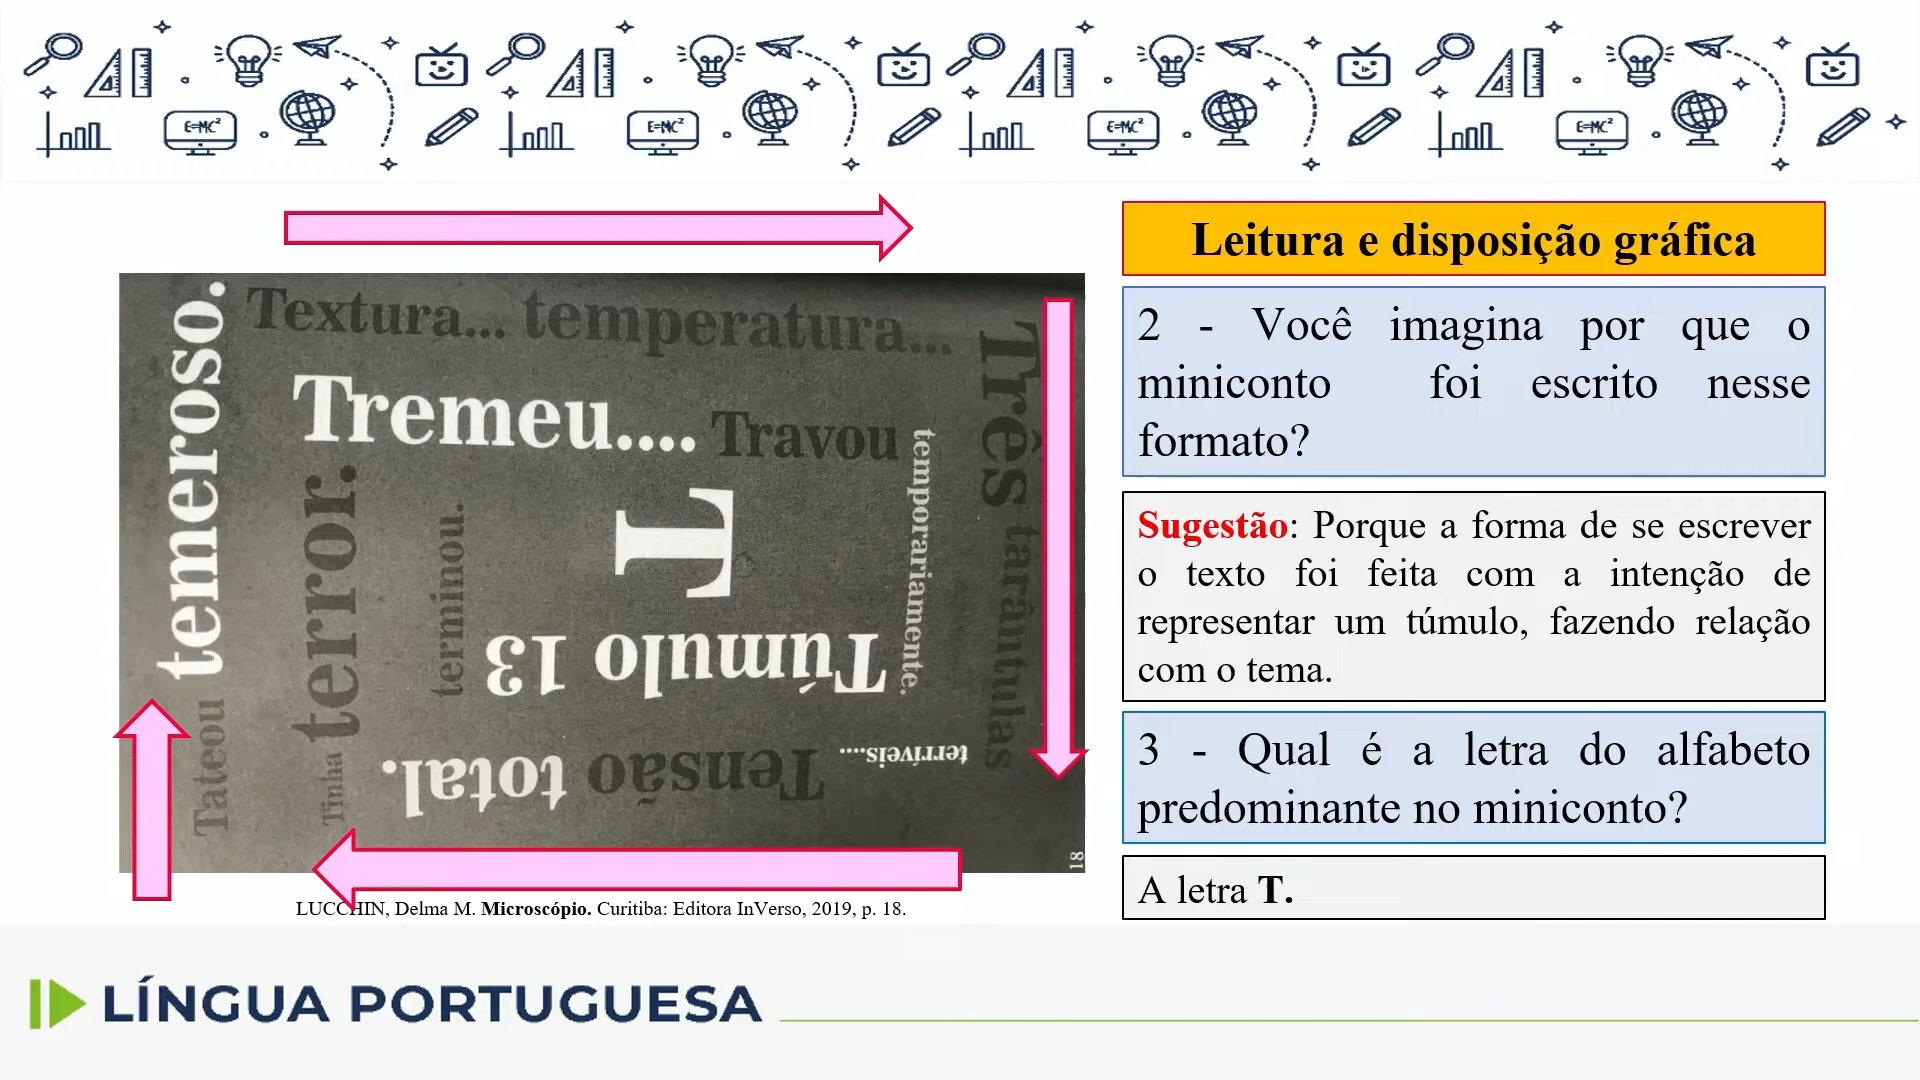 E=MC²
E=MC²
E=MC²
E=MC²
Leitura e disposição gráfica
2 - Você imagina por que o
miniconto foi escrito nesse
formato?
Sugestão: Porque a forma de se escrever
o texto foi feita com a intenção de
representar um túmulo, fazendo relação
com o tema.
3 - Qual é a letra do alfabeto
predominante no miniconto?
A letra T.
Tateou temeroso.
Textura... temperatura...
Três tarântulas
terríveis....
Tensão total.
Tinha terror.
Tremeu.... Travou
temporariamente.
Túmulo 13
terminou.
T
18
LUCCHIN, Delma M. Microscópio. Curitiba: Editora InVerso, 2019, p. 18.
LÍNGUA PORTUGUESA